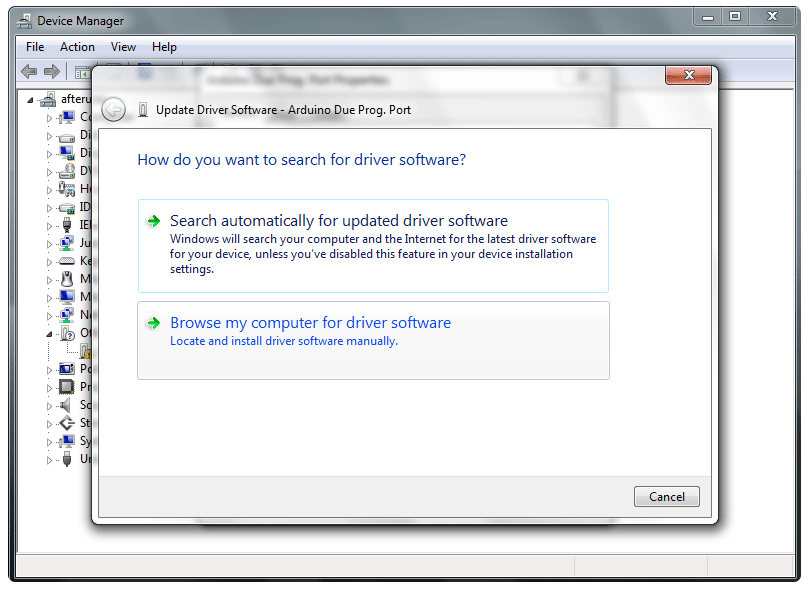 Device Manager
File Action View Help
Arduino Due Prog. Port Properties
afteru
Update Driver Software - Arduino Due Prog. Port
Co
Di
Di
DV
H
ID
IEE
Ju
Ke
M
M
Ne
Ot
Po
Pr
So
St
Sy
Un
How do you want to search for driver software?
Search automatically for updated driver software
Windows will search your computer and the Internet for the latest driver software
for your device, unless you've disabled this feature in your device installation
settings.
Browse my computer for driver software
Locate and install driver software manually.
Cancel